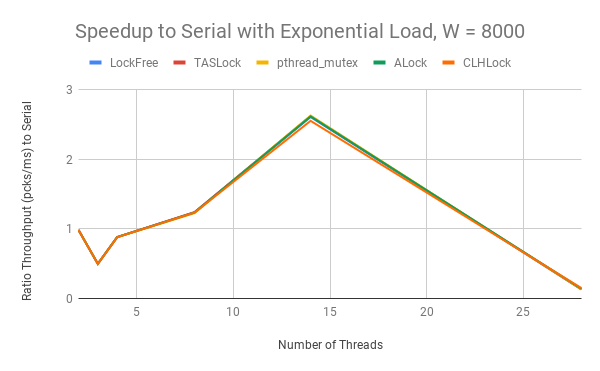 Speedup to Serial with Exponential Load, W = 8000
LockFree TASLock pthread_mutex ALock CLHLock
Ratio Throughput (pcks/ms) to Serial
3
2
1
0
5 10 15 20 25
Number of Threads